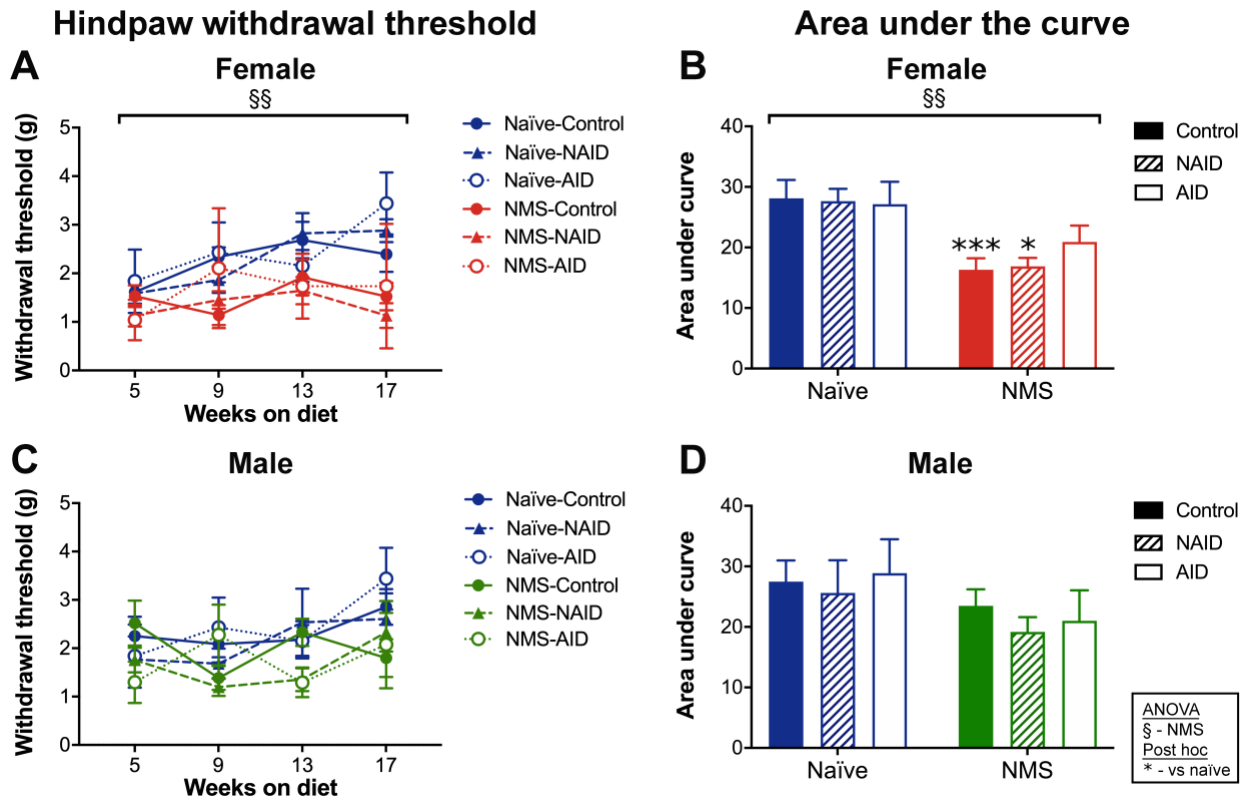 Hindpaw withdrawal threshold
Area under the curve
A
Female
§§
Withdrawal threshold (g)
5
4
3
2
1
0
5 9 13 17
Weeks on diet
Naïve-Control
Naïve-NAID
Naïve-AID
NMS-Control
NMS-NAID
NMS-AID
B
Female
§§
Area under curve
40
30
20
10
0
*** *
Naïve NMS
Control
NAID
AID
C
Male
Withdrawal threshold (g)
5
4
3
2
1
0
5 9 13 17
Weeks on diet
Naïve-Control
Naïve-NAID
Naïve-AID
NMS-Control
NMS-NAID
NMS-AID
D
Male
Area under curve
40
30
20
10
0
Naïve NMS
Control
NAID
AID
ANOVA
§ - NMS
Post hoc
* - vs naïve